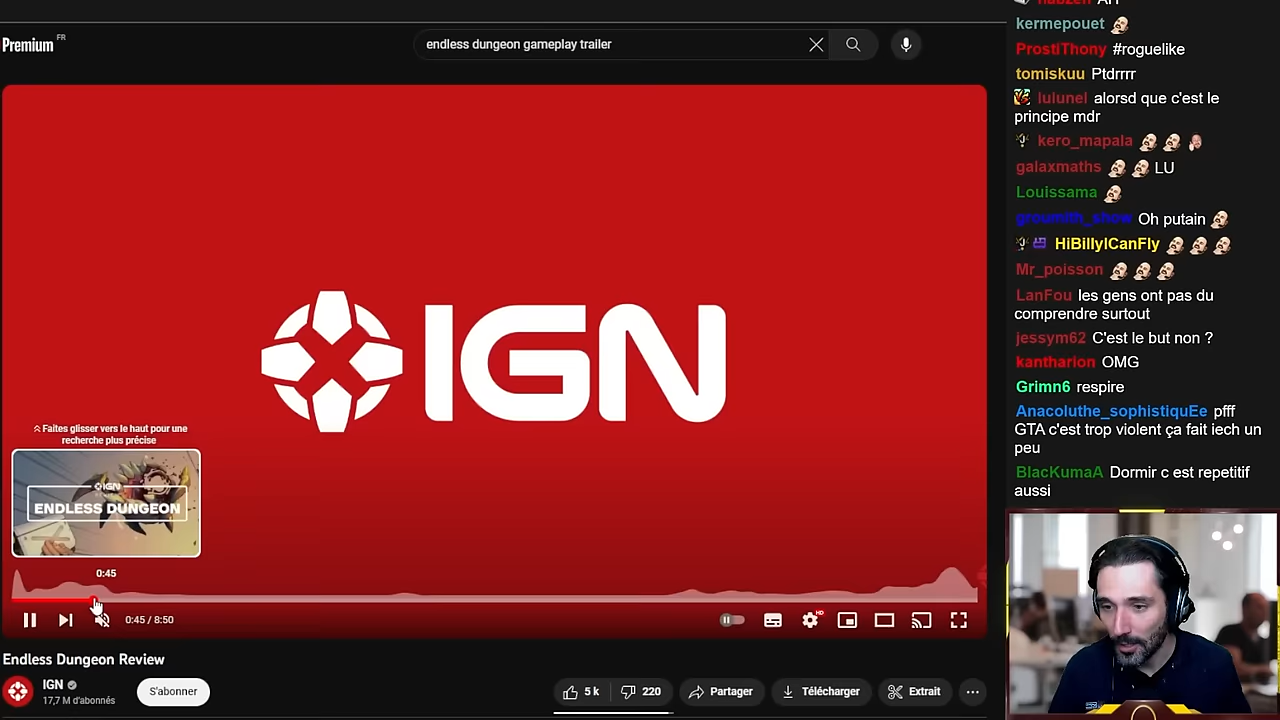 Premium FR
endless dungeon gameplay trailer
IGN
Faites glisser vers le haut pour une
recherche plus précise
IGN
ENDLESS DUNGEON
0:45
0:45 / 8:50
HD
Endless Dungeon Review
IGN
17,7 M d'abonnés
S'abonner
5 k
220
Partager
Télécharger
Extrait
kermepouet
ProstIThony #roguelike
tomiskuu Ptdrrrr
lulunel alorsd que c'est le
principe mdr
kero_mapala
galaxmaths LU
Louissama
groumith_show Oh putain
HiBillyICanFly
Mr_poisson
LanFou les gens ont pas du
comprendre surtout
jessym62 C'est le but non ?
kantharion OMG
Grimn6 respire
Anacoluthe_sophistiquEe pfff
GTA c'est trop violent ça fait iech un
peu
BlacKumaA Dormir c est repetitif
aussi